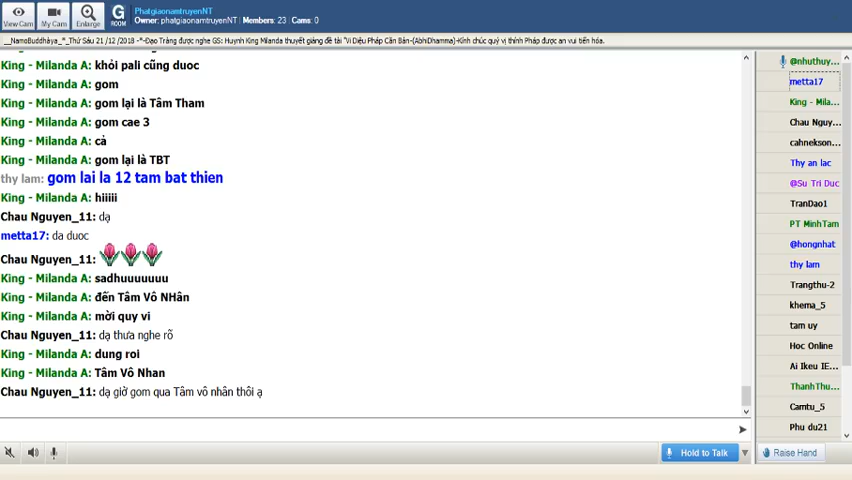 View Cam
My Cam
Enlarge
G
ROOM
PhatgiaonamtruyenNT
Owner: phatgiaonamtruyenNT | Members: 23 | Cams: 0
__NamoBuddhàya_*_Thứ Sáu 21 /12 /2018 -*-Đạo Tràng được nghe GS: Huynh King Milanda thuyết giảng đề tài "Vi Diệu Pháp Căn Bản-(AbhiDhamma)-Kính chúc quý vị thính Pháp được an vui tiến hóa.
King - Milanda A: khỏi pali cũng duoc
King - Milanda A: gom
King - Milanda A: gom lại là Tâm Tham
King - Milanda A: gom cae 3
King - Milanda A: cả
King - Milanda A: gom lại là TBT
thy lam: gom lai la 12 tam bat thien
King - Milanda A: hiiiii
Chau Nguyen_11: dạ
metta17: da duoc
Chau Nguyen_11:
King - Milanda A: sadhuuuuuuu
King - Milanda A: đến Tâm Vô NHân
King - Milanda A: mời quy vi
Chau Nguyen_11: dạ thưa nghe rõ
King - Milanda A: dung roi
King - Milanda A: Tâm Vô Nhan
Chau Nguyen_11: dạ giờ gom qua Tâm vô nhân thôi ạ
@nhuthuy...
metta17
King - Mila...
Chau Nguy...
cahnekson...
Thy an lac
@Su Tri Duc
TranDao1
PT MinhTam
@hongnhat
thy lam
Trangthu-2
khema_5
tam uy
Hoc Online
Ai Ikeu IE...
ThanhThu...
Camtu_5
Phu du21
Hold to Talk
Raise Hand